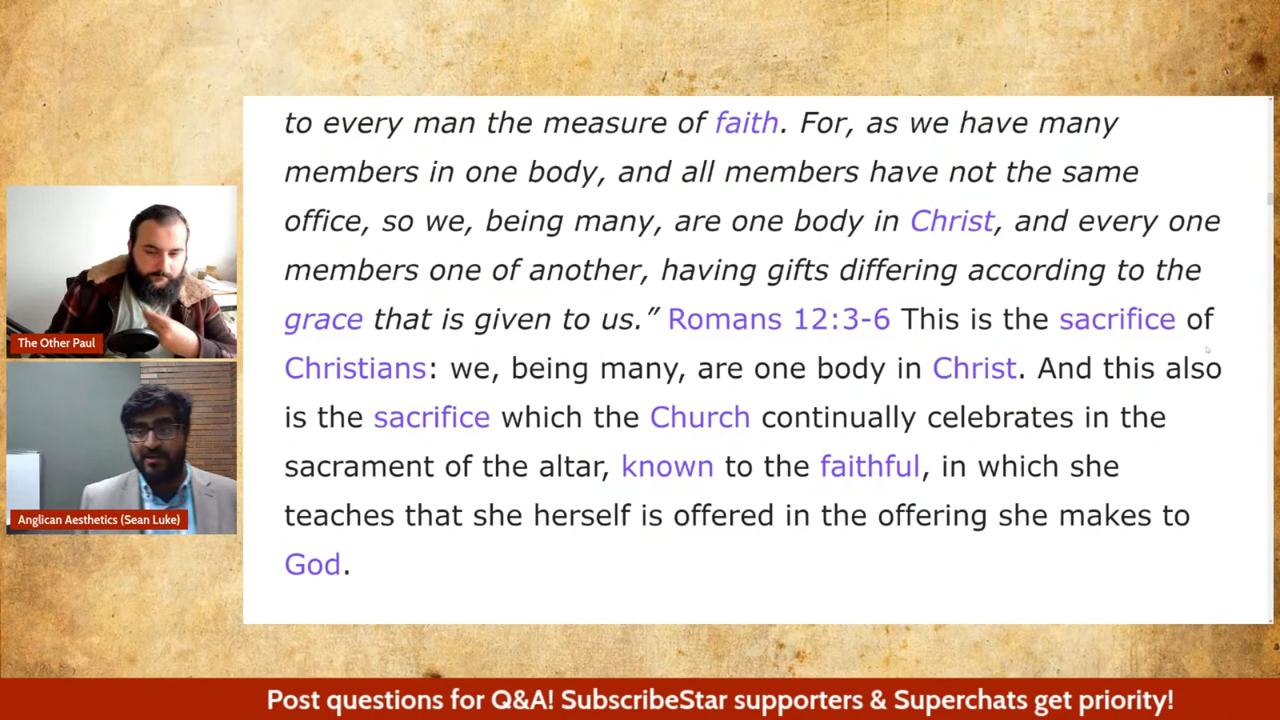 to every man the measure of faith. For, as we have many
members in one body, and all members have not the same
office, so we, being many, are one body in Christ, and every one
members one of another, having gifts differing according to the
grace that is given to us.” Romans 12:3-6 This is the sacrifice of
Christians: we, being many, are one body in Christ. And this also
is the sacrifice which the Church continually celebrates in the
sacrament of the altar, known to the faithful, in which she
teaches that she herself is offered in the offering she makes to
God.
The Other Paul
Anglican Aesthetics (Sean Luke)
Post questions for Q&A! SubscribeStar supporters & Superchats get priority!